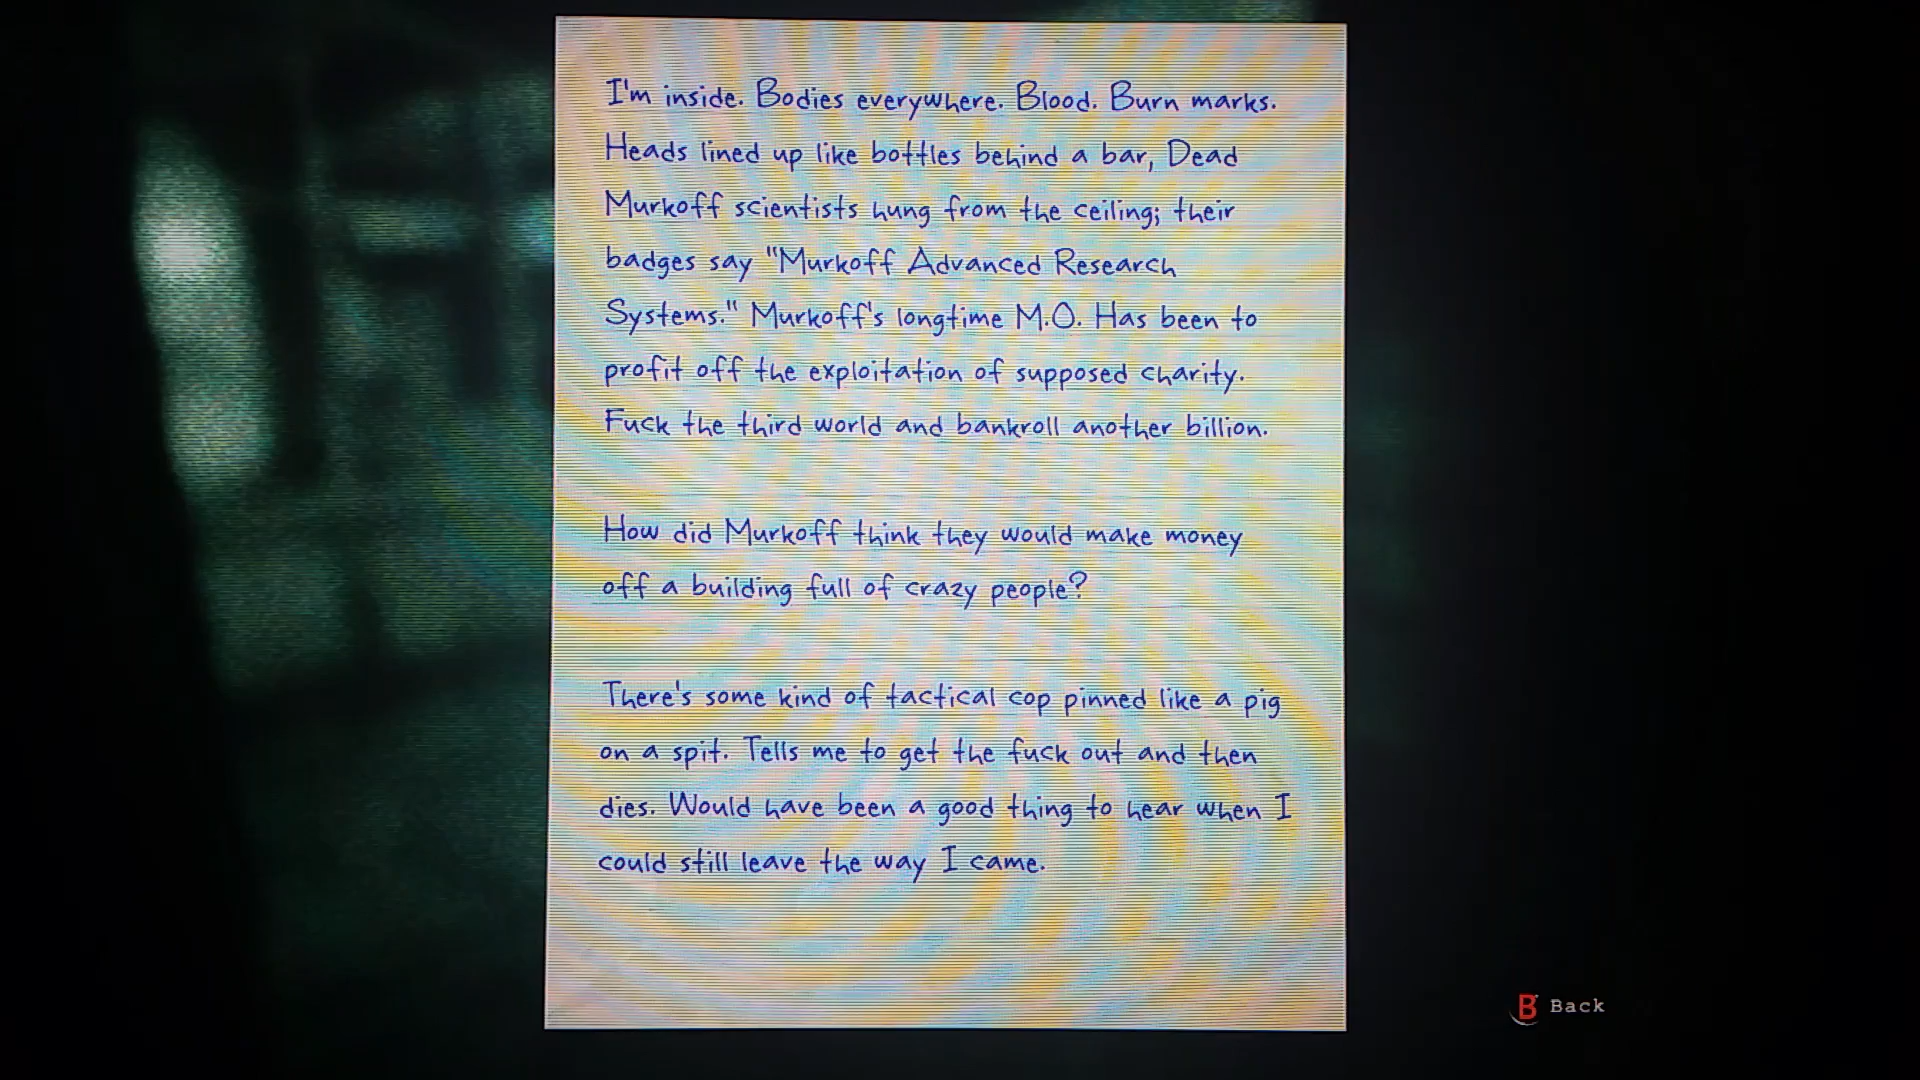 I'm inside. Bodies everywhere. Blood. Burn marks.
Heads lined up like bottles behind a bar, Dead
Murkoff scientists hung from the ceiling; their
badges say "Murkoff Advanced Research
Systems." Murkoff's longtime M.O. Has been to
profit off the exploitation of supposed charity.
Fuck the third world and bankroll another billion.
How did Murkoff think they would make money
off a building full of crazy people?
There's some kind of tactical cop pinned like a pig
on a spit. Tells me to get the fuck out and then
dies. Would have been a good thing to hear when I
could still leave the way I came.
B Back